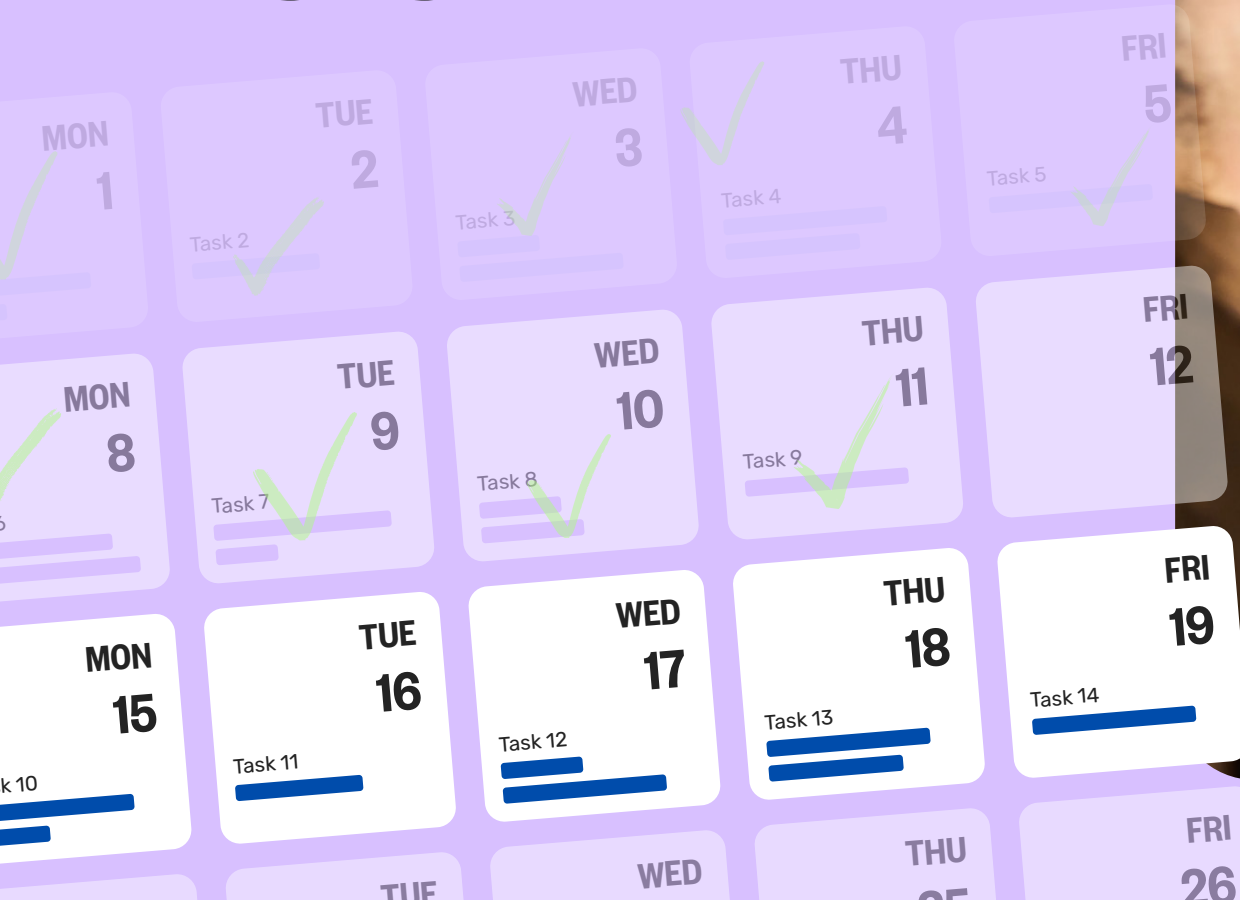 MON
1
TUE
2
Task 2
WED
3
Task 3
THU
4
Task 4
FRI
5
Task 5
MON
8
6
TUE
9
Task 7
WED
10
Task 8
THU
11
Task 9
FRI
12
MON
15
k 10
TUE
16
Task 11
WED
17
Task 12
THU
18
Task 13
FRI
19
Task 14
TUE
WED
THU
25
FRI
26